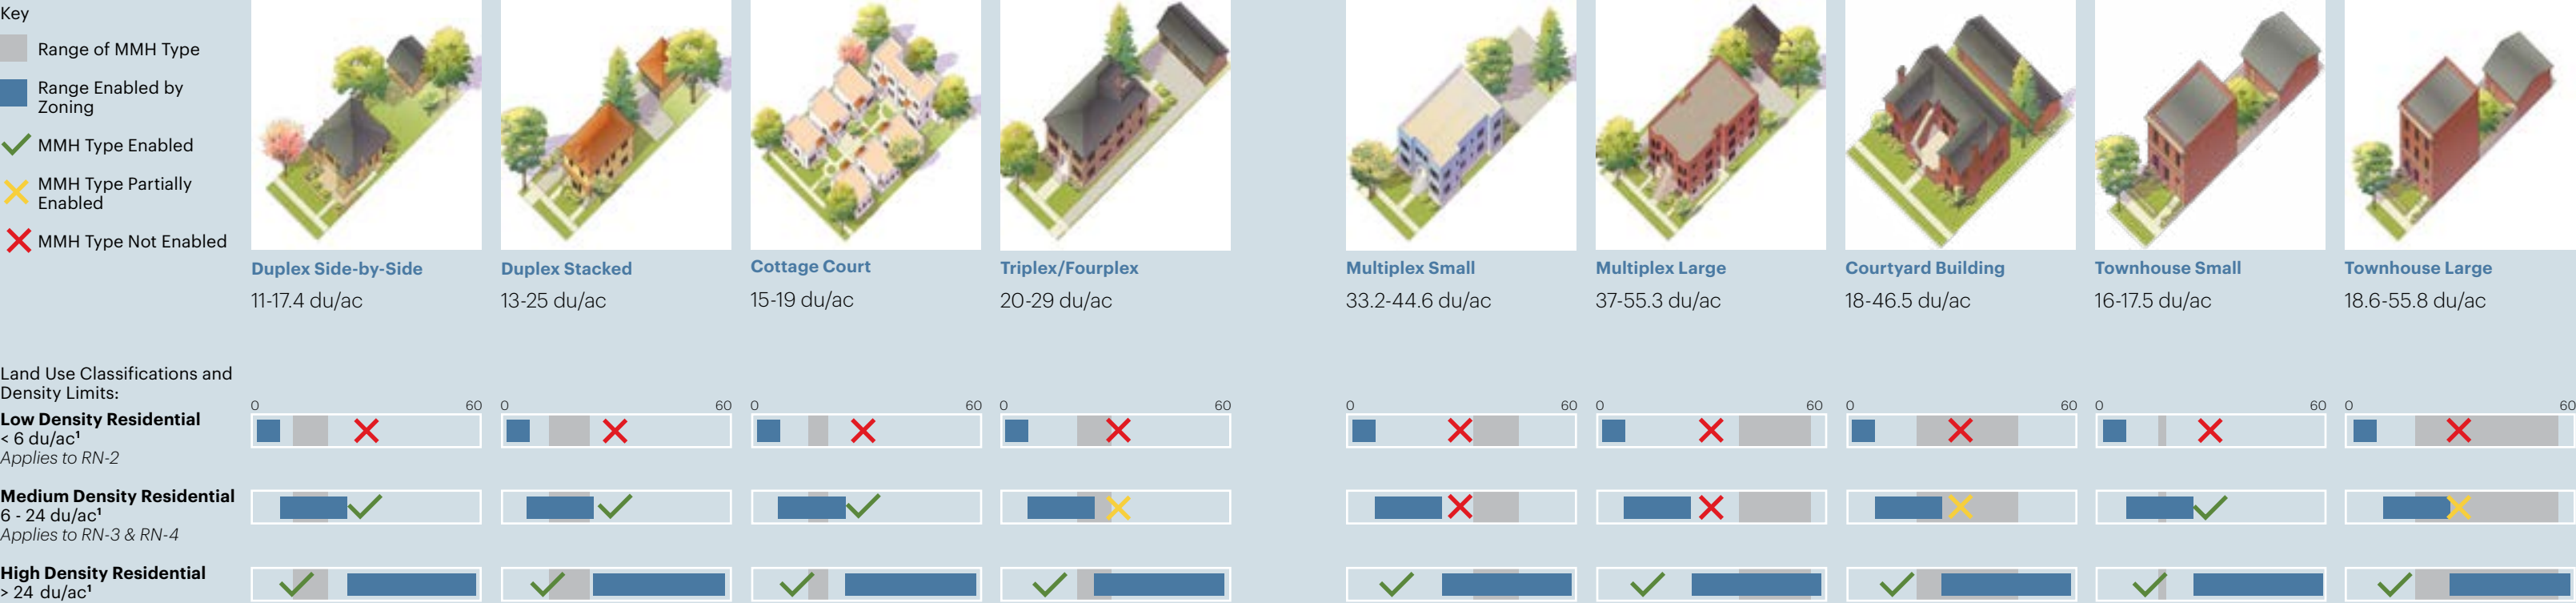 Key
Range of MMH Type
Range Enabled by
Zoning
MMH Type Enabled
MMH Type Partially
Enabled
MMH Type Not Enabled
Duplex Side-by-Side
11-17.4 du/ac
Duplex Stacked
13-25 du/ac
Cottage Court
15-19 du/ac
Triplex/Fourplex
20-29 du/ac
Multiplex Small
33.2-44.6 du/ac
Multiplex Large
37-55.3 du/ac
Courtyard Building
18-46.5 du/ac
Townhouse Small
16-17.5 du/ac
Townhouse Large
18.6-55.8 du/ac
Land Use Classifications and
Density Limits:
0 60 0 60 0 60 0 60 0 60 0 60 0 60 0 60 0 60
Low Density Residential
< 6 du/ac¹
Applies to RN-2
Medium Density Residential
6 - 24 du/ac¹
Applies to RN-3 & RN-4
High Density Residential
> 24 du/ac¹